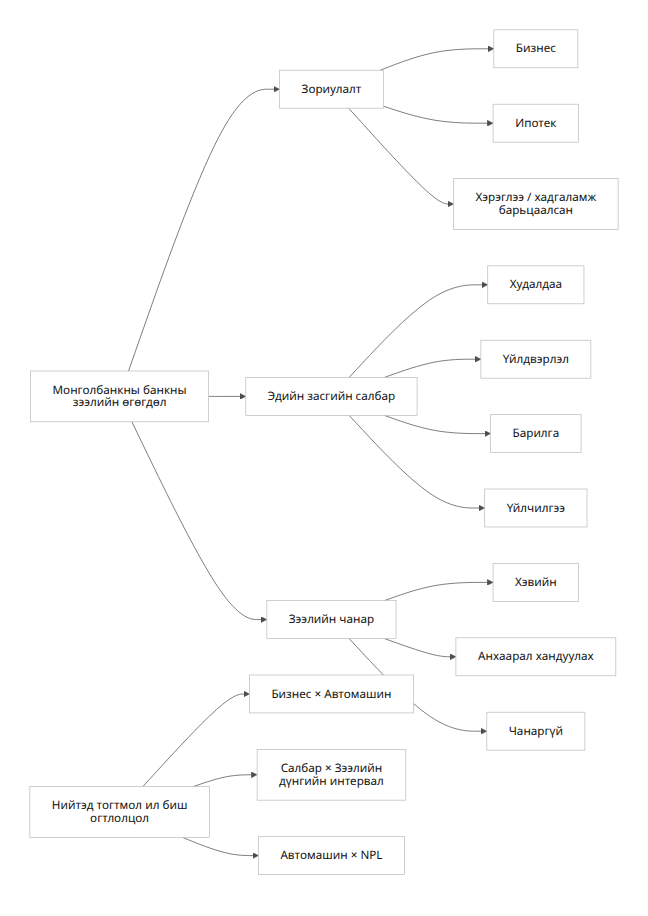 Монголбанкны банкны
зээлийн өгөгдөл
Зориулалт
Бизнес
Ипотек
Хэрэглээ / хадгаламж
барьцаалсан
Эдийн засгийн салбар
Худалдаа
Үйлдвэрлэл
Барилга
Үйлчилгээ
Зээлийн чанар
Хэвийн
Анхаарал хандуулах
Чанаргүй
Нийтэд тогтмол ил биш
огтлолцол
Бизнес × Автомашин
Салбар × Зээлийн
дүнгийн интервал
Автомашин × NPL